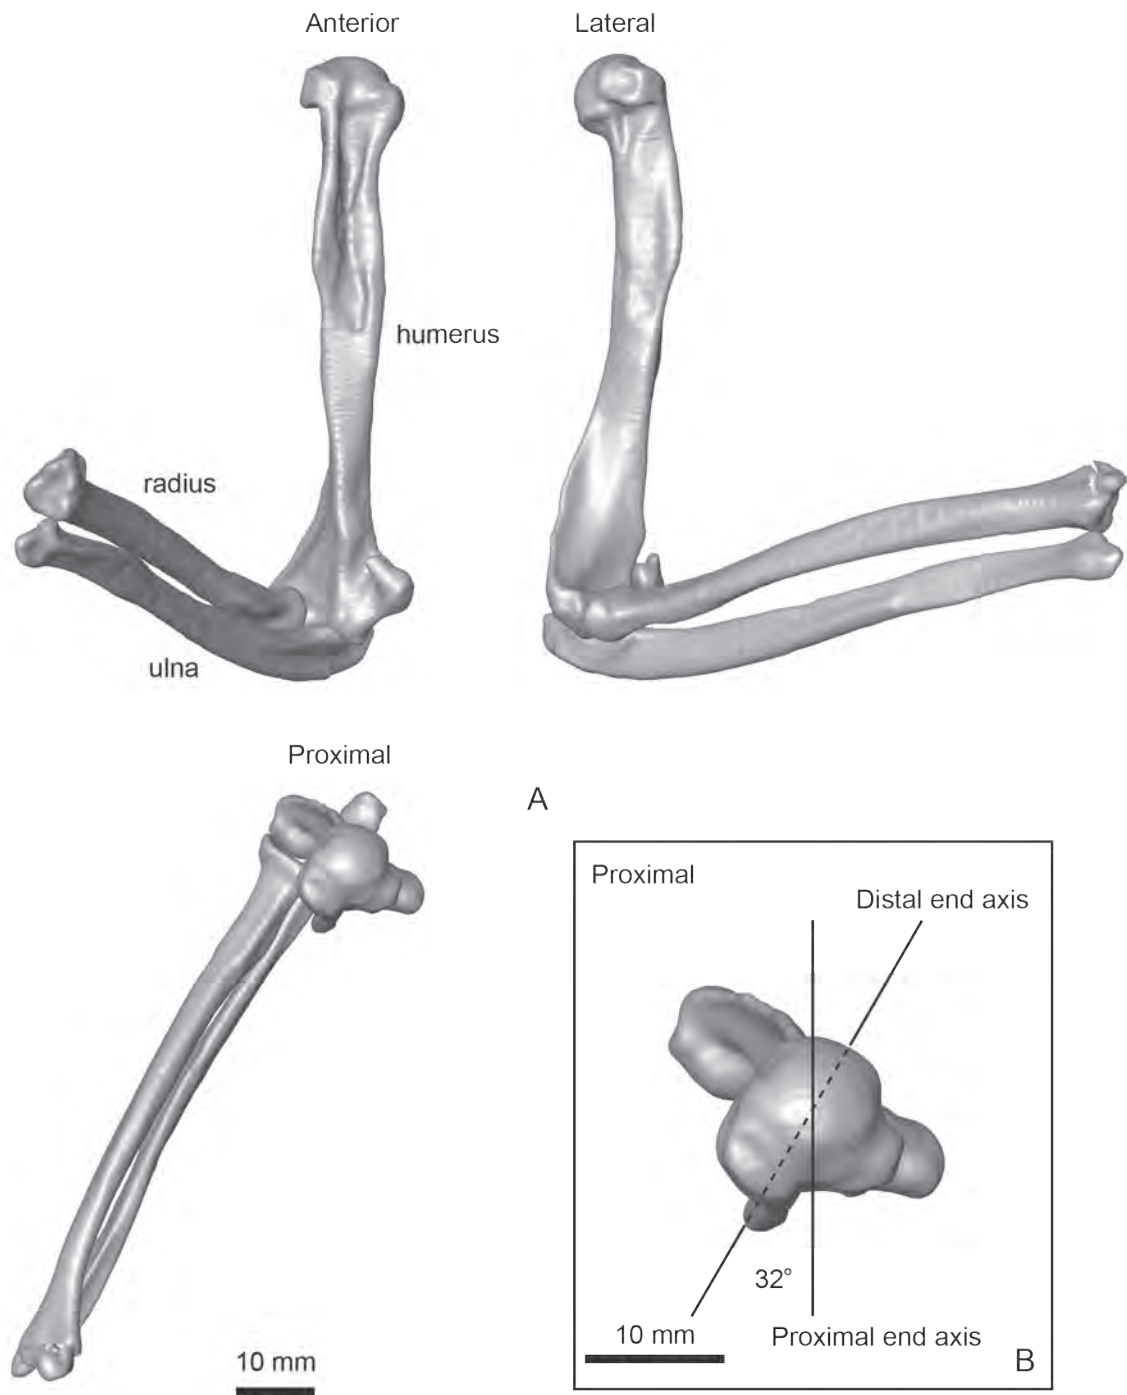 Anterior
Lateral
humerus
radius
ulna
Proximal
A
Proximal
Distal end axis
32°
10 mm
Proximal end axis
B
10 mm